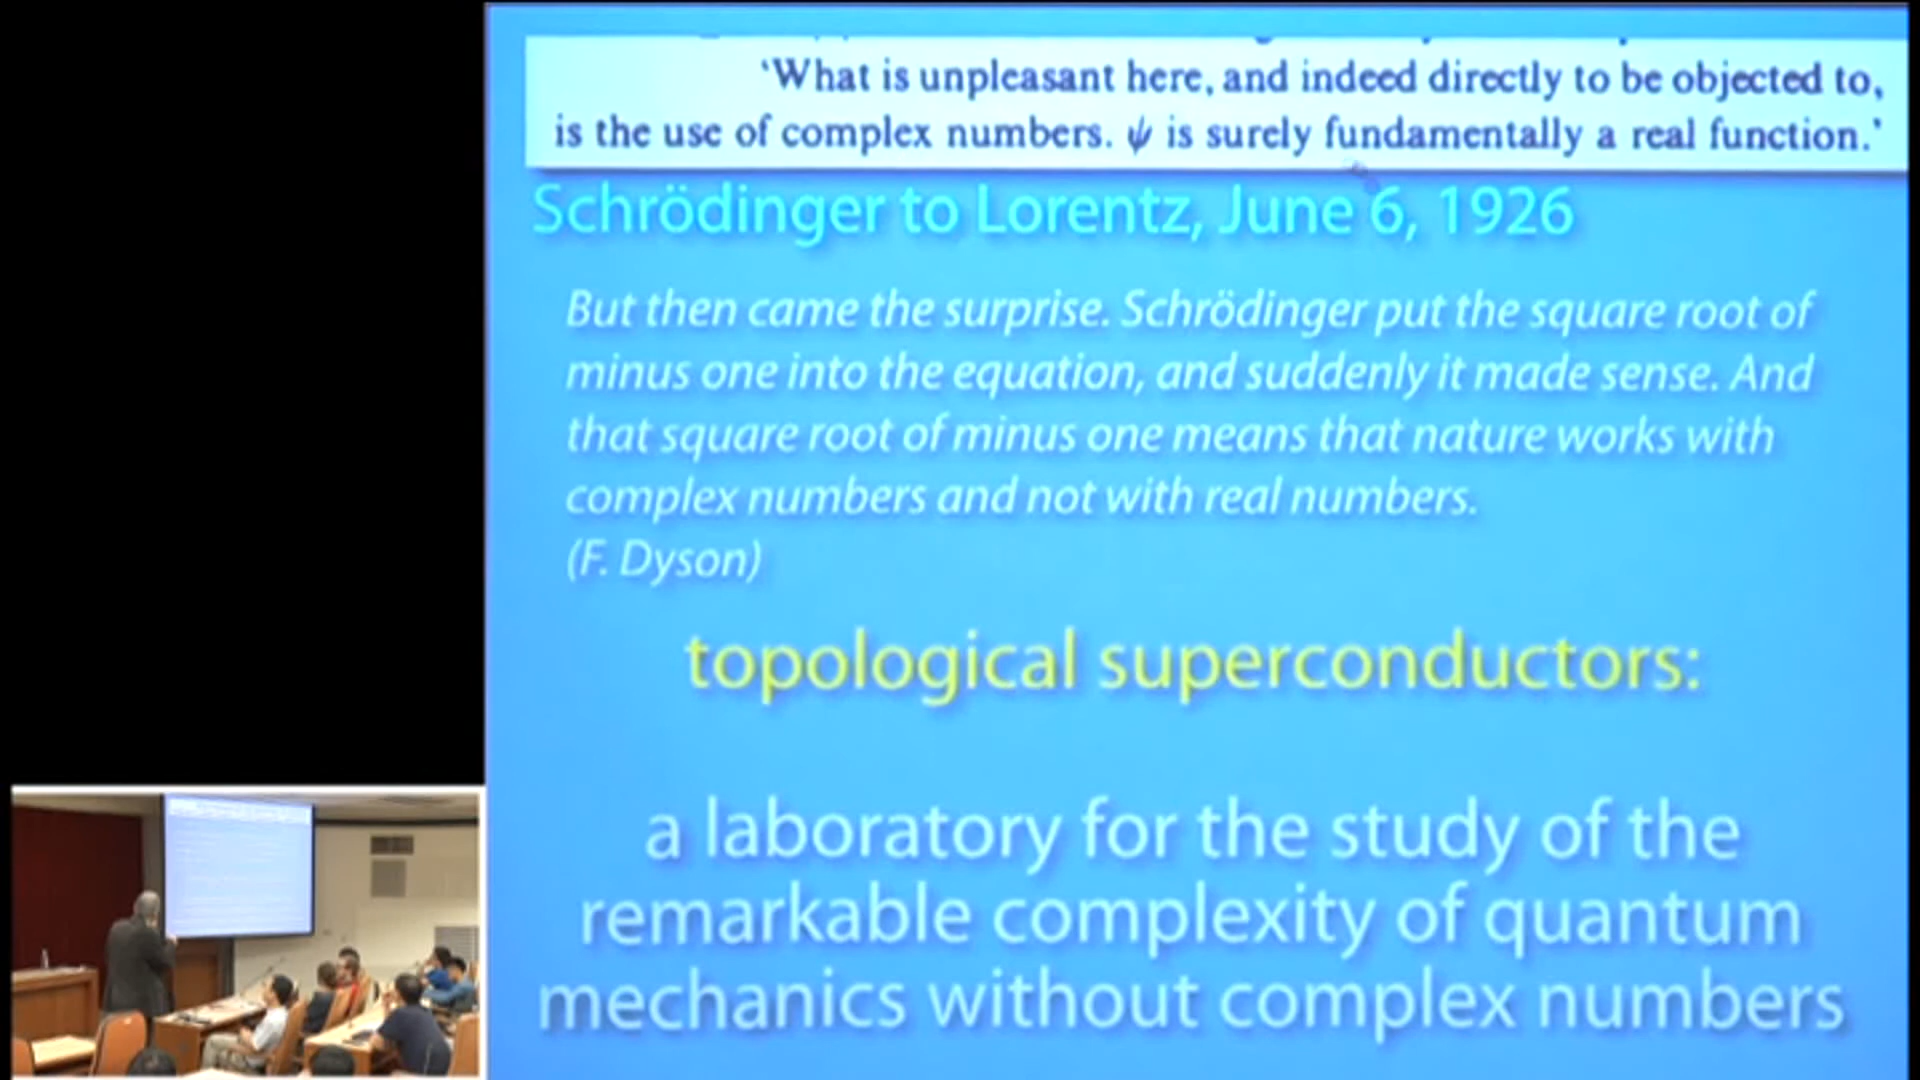 ‘What is unpleasant here, and indeed directly to be objected to,
is the use of complex numbers. ψ is surely fundamentally a real function.’
Schrödinger to Lorentz, June 6, 1926
But then came the surprise. Schrödinger put the square root of
minus one into the equation, and suddenly it made sense. And
that square root of minus one means that nature works with
complex numbers and not with real numbers.
(F. Dyson)
topological superconductors:
a laboratory for the study of the
remarkable complexity of quantum
mechanics without complex numbers